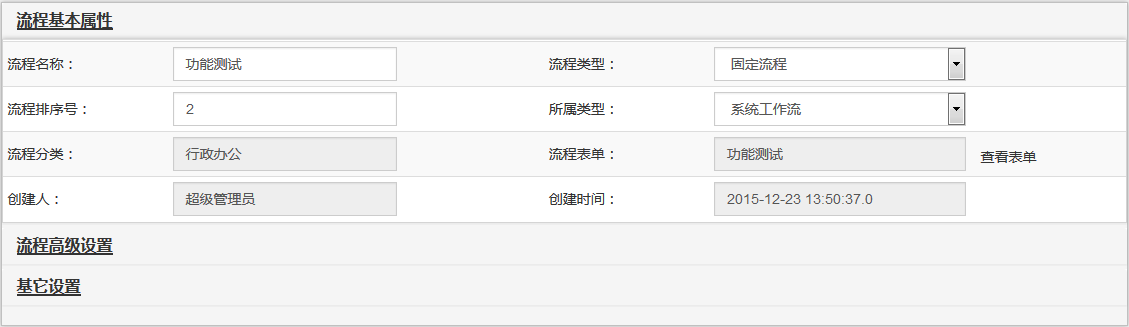 流程基本属性
流程名称： 功能测试 流程类型： 固定流程
流程排序号： 2 所属类型： 系统工作流
流程分类： 行政办公 流程表单： 功能测试 查看表单
创建人： 超级管理员 创建时间： 2015-12-23 13:50:37.0
流程高级设置
基它设置